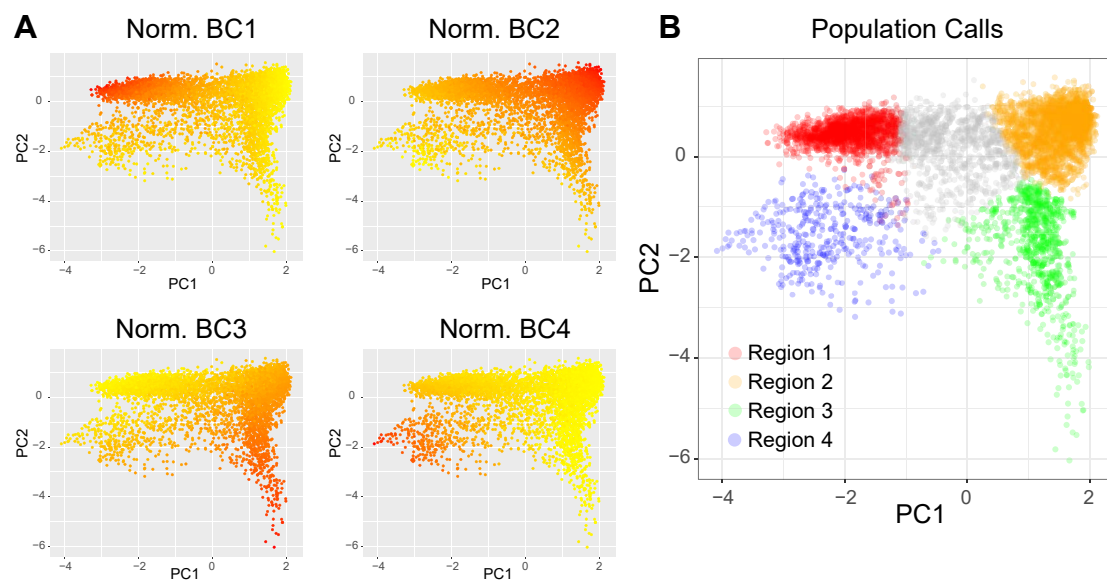 A
Norm. BC1
Norm. BC2
0
−2
−4
−6
PC2
−4
−2
0
2
PC1
0
−2
−4
−6
PC2
−4
−2
0
2
PC1
Norm. BC3
Norm. BC4
0
−2
−4
−6
PC2
−4
−2
0
2
PC1
0
−2
−4
−6
PC2
−4
−2
0
2
PC1
B
Population Calls
0
−2
−4
−6
PC2
Region 1
Region 2
Region 3
Region 4
−4
−2
0
2
PC1